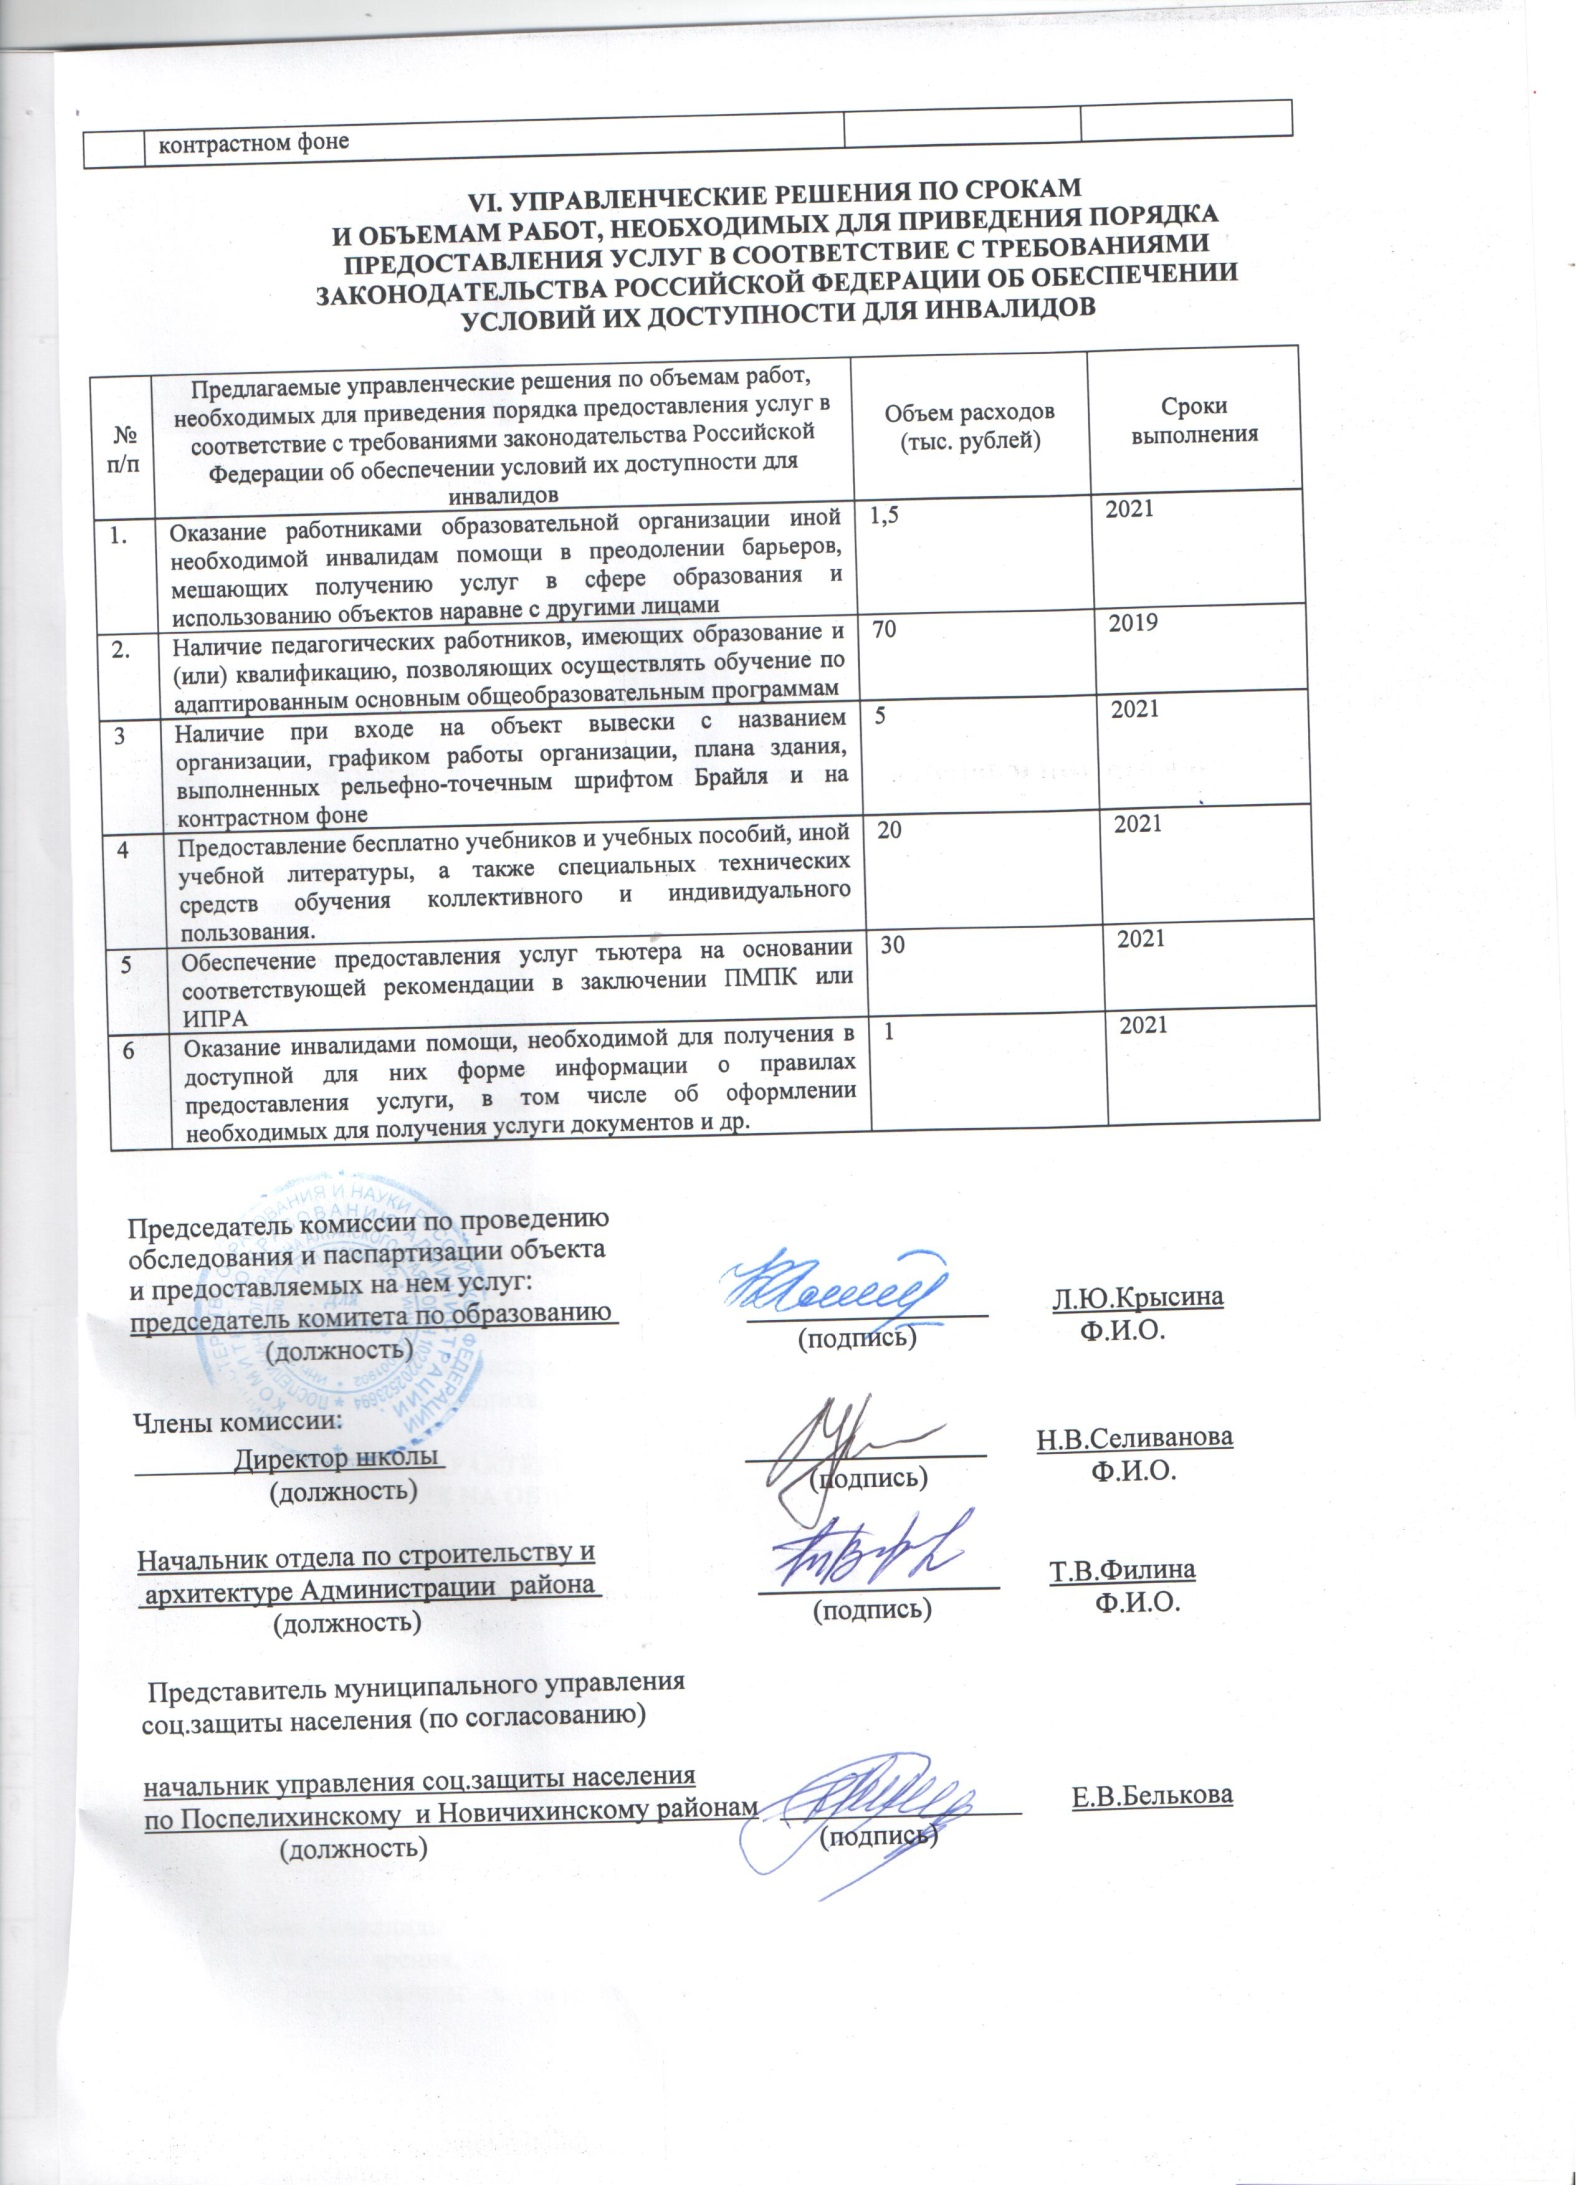 контрастном фоне
VI. УПРАВЛЕНЧЕСКИЕ РЕШЕНИЯ ПО СРОКАМ
И ОБЪЕМАМ РАБОТ, НЕОБХОДИМЫХ ДЛЯ ПРИВЕДЕНИЯ ПОРЯДКА
ПРЕДОСТАВЛЕНИЯ УСЛУГ В СООТВЕТСТВИЕ С ТРЕБОВАНИЯМИ
ЗАКОНОДАТЕЛЬСТВА РОССИЙСКОЙ ФЕДЕРАЦИИ ОБ ОБЕСПЕЧЕНИИ
УСЛОВИЙ ИХ ДОСТУПНОСТИ ДЛЯ ИНВАЛИДОВ
№
п/п
Предлагаемые управленческие решения по объемам работ,
необходимых для приведения порядка предоставления услуг в
соответствие с требованиями законодательства Российской
Федерации об обеспечении условий их доступности для
инвалидов
Объем расходов
(тыс. рублей)
Сроки
выполнения
1.
Оказание работниками образовательной организации иной
необходимой инвалидам помощи в преодолении барьеров,
мешающих получению услуг в сфере образования и
использованию объектов наравне с другими лицами
1,5
2021
2.
Наличие педагогических работников, имеющих образование и
(или) квалификацию, позволяющих осуществлять обучение по
адаптированным основным общеобразовательным программам
70
2019
3
Наличие при входе на объект вывески с названием
организации, графиком работы организации, плана здания,
выполненных рельефно-точечным шрифтом Брайля и на
контрастном фоне
5
2021
4
Предоставление бесплатно учебников и учебных пособий, иной
учебной литературы, а также специальных технических
средств обучения коллективного и индивидуального
пользования.
20
2021
5
Обеспечение предоставления услуг тьютера на основании
соответствующей рекомендации в заключении ПМПК или
ИПРА
30
2021
6
Оказание инвалидами помощи, необходимой для получения в
доступной для них форме информации о правилах
предоставления услуги, в том числе об оформлении
необходимых для получения услуги документов и др.
1
2021
Председатель комиссии по проведению
обследования и паспартизации объекта
и предоставляемых на нем услуг:
председатель комитета по образованию
Л.Ю.Крысина
(должность)
(подпись)
Ф.И.О.
Члены комиссии:
Директор школы
Н.В.Селиванова
(должность)
(подпись)
Ф.И.О.
Начальник отдела по строительству и
архитектуре Администрации района
Т.В.Филина
(должность)
(подпись)
Ф.И.О.
Представитель муниципального управления
соц.защиты населения (по согласованию)
начальник управления соц.защиты населения
по Поспелихинскому и Новичихинскому районам
Е.В.Белькова
(должность)
(подпись)